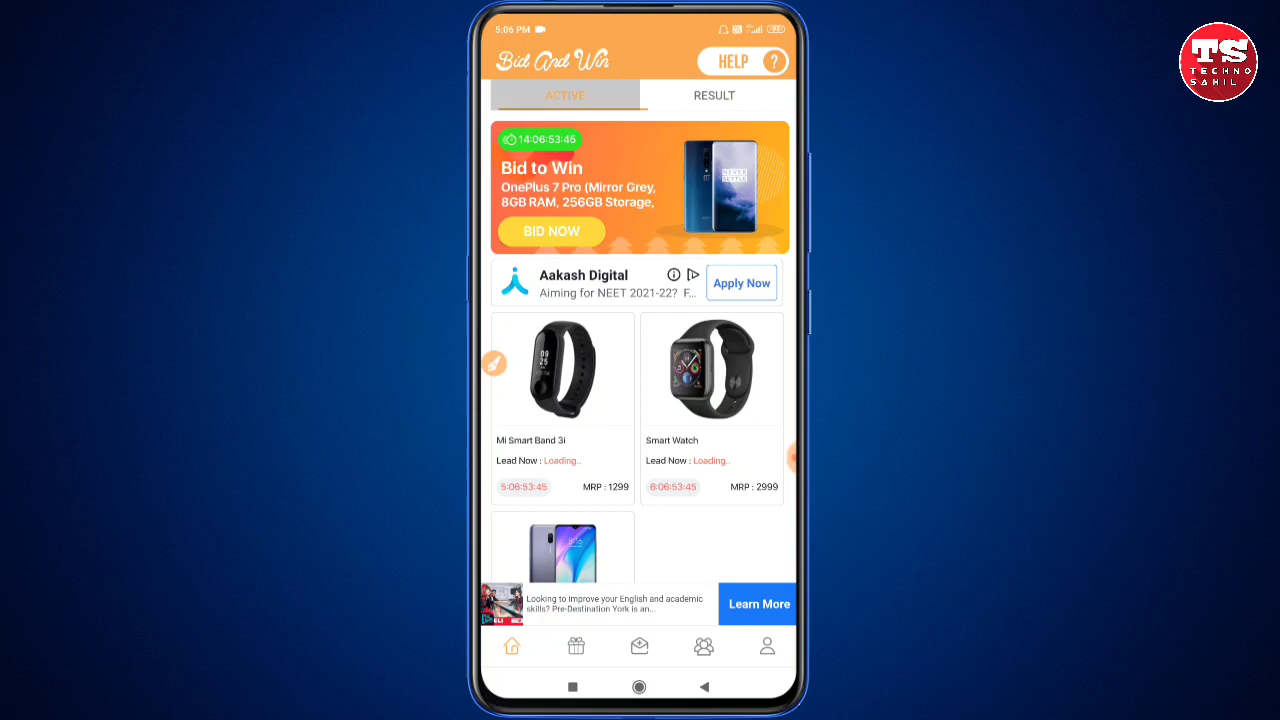 5:06 PM
Bid And Win
HELP ?
ACTIVE
RESULT
14:06:53:45
Bid to Win
OnePlus 7 Pro (Mirror Grey,
8GB RAM, 256GB Storage,
BID NOW
NEVER
SETTLE
Aakash Digital
Aiming for NEET 2021-22? F...
Apply Now
Mi Smart Band 3i
Lead Now : Loading..
5:06:53:45
MRP : 1299
Smart Watch
Lead Now : Loading..
6:06:53:45
MRP : 2999
Looking to improve your English and academic
skills? Pre-Destination York is an...
Learn More
TS
TECHNO
SAHIL